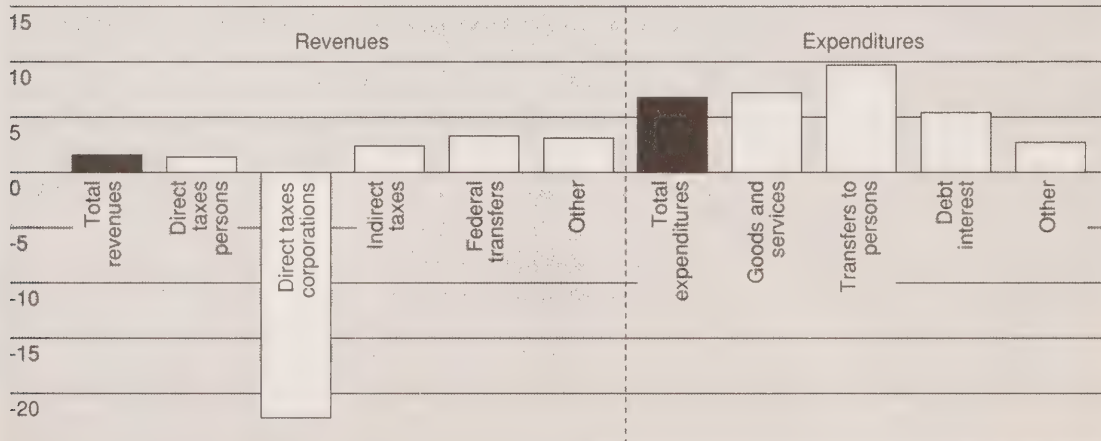 15
Revenues
Expenditures
10
5
0
-5
-10
-15
-20
Total
revenues
Direct
taxes
persons
Direct taxes
corporations
Indirect
taxes
Federal
transfers
Other
Total
expenditures
Goods and
services
Transfers to
persons
Debt
interest
Other